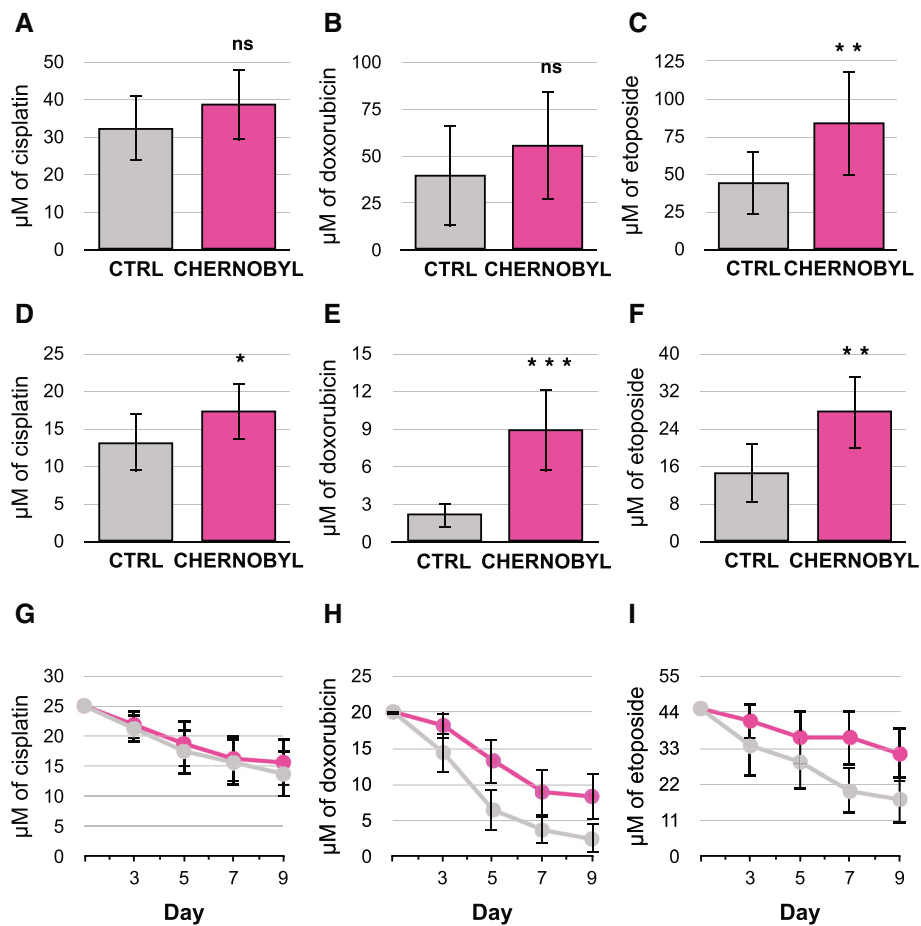 A
B
C
ns
ns
* *
µM of cisplatin
50
40
30
20
10
0
CTRL CHERNOBYL
µM of doxorubicin
100
75
50
25
0
CTRL CHERNOBYL
µM of etoposide
125
100
75
50
25
0
CTRL CHERNOBYL
D
E
F
*
* * *
* *
µM of cisplatin
25
20
15
10
5
0
CTRL CHERNOBYL
µM of doxorubicin
15
12
9
6
3
0
CTRL CHERNOBYL
µM of etoposide
40
32
24
16
8
0
CTRL CHERNOBYL
G
H
I
µM of cisplatin
30
25
20
15
10
5
0
3 5 7 9
Day
µM of doxorubicin
25
20
15
10
5
0
3 5 7 9
Day
µM of etoposide
55
44
33
22
11
0
3 5 7 9
Day